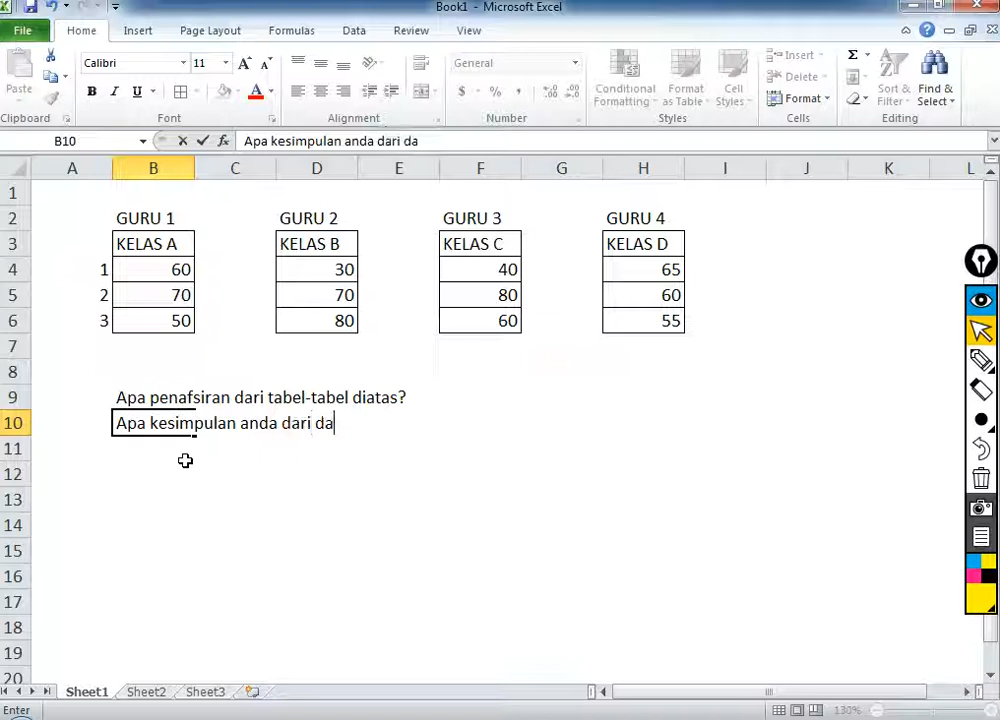 Book1 - Microsoft Excel
File Home Insert Page Layout Formulas Data Review View
Calibri 11 General
Paste B I U A $ % , Conditional Formatting Format as Table Cell Styles Insert Delete Format Σ Sort & Filter Find & Select
Clipboard Font Alignment Number Styles Cells Editing
B10 fx Apa kesimpulan anda dari da
A B C D E F G H I J K L
1
2 GURU 1 GURU 2 GURU 3 GURU 4
3 KELAS A KELAS B KELAS C KELAS D
4 1 60 30 40 65
5 2 70 70 80 60
6 3 50 80 60 55
7
8
9 Apa penafsiran dari tabel-tabel diatas?
10 Apa kesimpulan anda dari da
11
12
13
14
15
16
17
18
19
20
Sheet1 Sheet2 Sheet3
Enter 130%